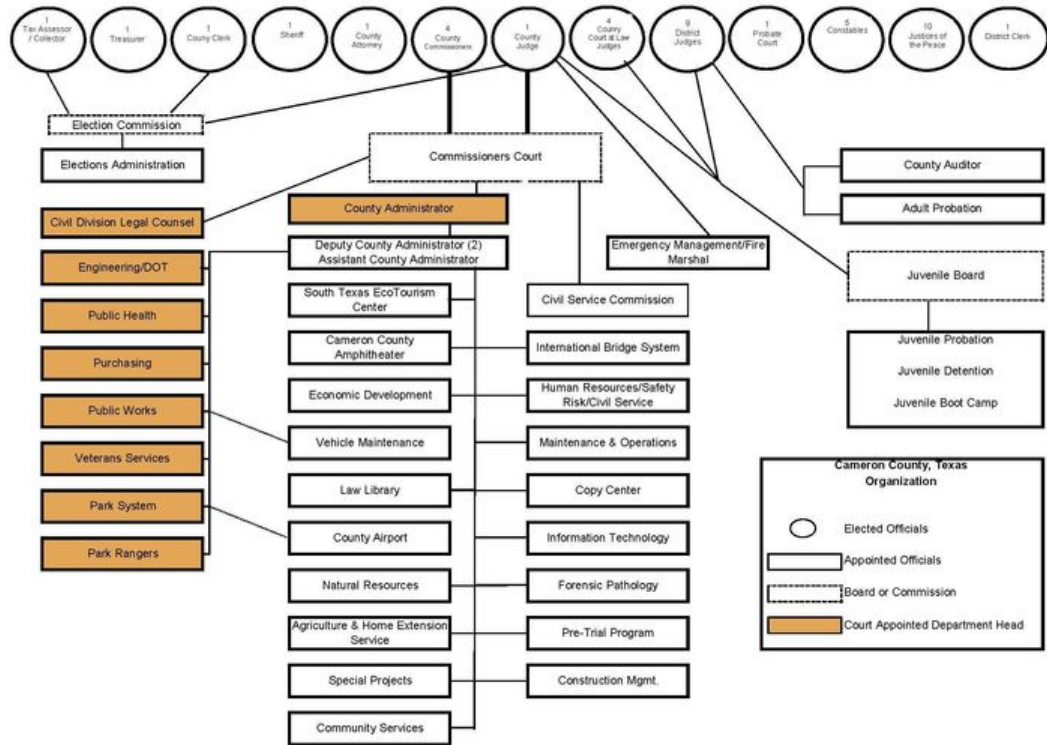 1
Tax Assessor
/ Collector
1
Treasurer
1
Couny Clerk
1
Sheriff
1
County
Attorney
4
County
Commissioners
1
County
Judge
4
County
Court at Law
Judges
9
District
Judges
1
Probate
Court
5
Constables
10
Justices of
the Peace
1
District Clerk
Election Commission
Elections Administration
Commissioners Court
County Auditor
Adult Probation
Civil Division Legal Counsel
County Administrator
Deputy County Administrator (2)
Assistant County Administrator
Emergency Management/Fire
Marshal
Engineering/DOT
Juvenile Board
South Texas EcoTourism
Center
Civil Service Commission
Public Health
Cameron County
Amphitheater
International Bridge System
Juvenile Probation
Juvenile Detention
Juvenile Boot Camp
Purchasing
Economic Development
Human Resources/Safety
Risk/Civil Service
Public Works
Vehicle Maintenance
Maintenance & Operations
Veterans Services
Law Library
Copy Center
Park System
County Airport
Information Technology
Park Rangers
Natural Resources
Forensic Pathology
Agriculture & Home Extension
Service
Pre-Trial Program
Special Projects
Construction Mgmt.
Community Services
Cameron County, Texas
Organization
Elected Officials
Appointed Officials
Board or Commission
Court Appointed Department Head